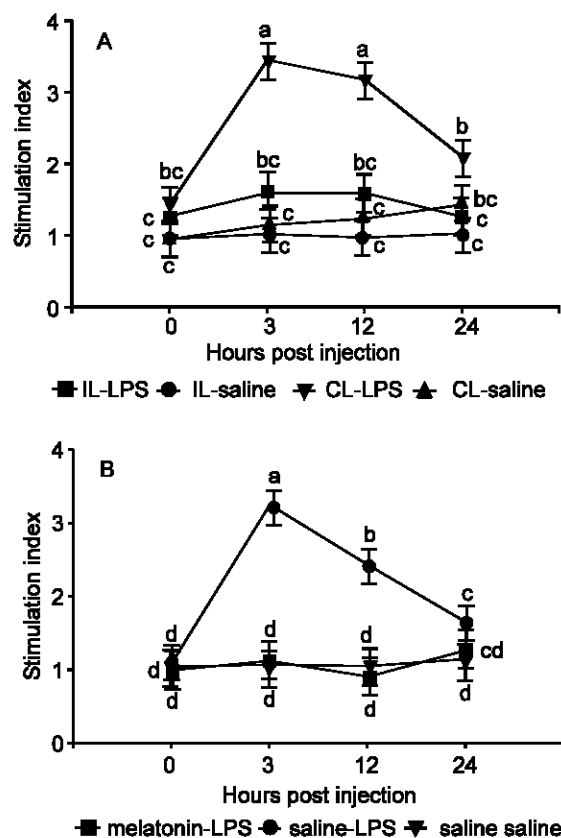 A
4
3
2
1
0
Stimulation index
a
a
b
bc
bc
bc
bc
c
c
c
c
c
c
c
c
c
0
3
12
24
Hours post injection
IL-LPS IL-saline CL-LPS CL-saline
B
4
3
2
1
0
Stimulation index
a
b
c
d
d
d
cd
d
d
d
d
d
0
3
12
24
Hours post injection
melatonin-LPS saline-LPS saline saline